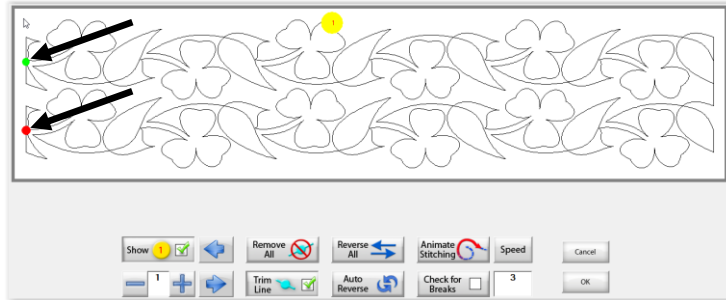 1
Show 1
Remove All
Reverse All
Animate Stitching
Speed
Cancel
1
Trim Line
Auto Reverse
Check for Breaks
3
OK